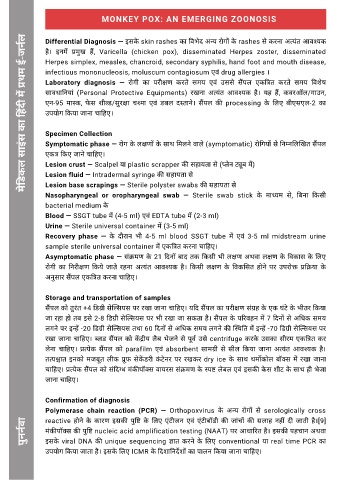 MONKEY POX: AN EMERGING ZOONOSIS
मेडिकल साइंस का हिंदी में प्रथम ई-जर्नल
Differential Diagnosis — इसके skin rashes का विभेद अन्य रोगों के rashes से करना अत्यंत आवश्यक
है। इनमें प्रमुख हैं, Varicella (chicken pox), disseminated Herpes zoster, disseminated
Herpes simplex, measles, chancroid, secondary syphilis, hand foot and mouth disease,
infectious mononucleosis, moluscum contagiosum एवं drug allergies ।
Laboratory diagnosis — रोगी का परीक्षण करते समय एवं उससे सैंपल एकत्रित करते समय विशेष
सावधानियां (Personal Protective Equipments) रखना अत्यंत आवश्यक है। यह हैं, कवरऑल/गाउन,
एन-95 मास्क, फेस शील्ड/सुरक्षा चश्मा एवं डबल दस्ताने। सैंपल की processing के लिए बीएसएल-2 का
उपयोग किया जाना चाहिए।
Specimen Collection
Symptomatic phase — रोग के लक्षणों के साथ मिलने वाले (symptomatic) रोगियों से निम्नलिखित सैंपल
एकत्र किए जाने चाहिए।
Lesion crust — Scalpel या plastic scrapper की सहायता से (प्लेन ट्यूब में)
Lesion fluid — Intradermal syringe की सहायता से
Lesion base scrapings — Sterile polyster swabs की सहायता से
Nasopharyngeal or oropharyngeal swab — Sterile swab stick के माध्यम से, बिना किसी
bacterial medium के
Blood — SSGT tube में (4-5 ml) एवं EDTA tube में (2-3 ml)
Urine — Sterile universal container में (3-5 ml)
Recovery phase — के दौरान भी 4-5 ml blood SSGT tube में एवं 3-5 ml midstream urine
sample sterile universal container में एकत्रित करना चाहिए।
Asymptomatic phase — संक्रमण के 21 दिनों बाद तक किसी भी लक्षण अथवा लक्षण के विकास के लिए
रोगी का निरीक्षण किये जाते रहना अत्यंत आवश्यक है। किसी लक्षण के विकसित होने पर उपरोक्त प्रक्रिया के
अनुसार सैंपल एकत्रित करना चाहिए।
Storage and transportation of samples
सैंपल को तुरंत +4 डिग्री सेल्सियस पर रखा जाना चाहिए। यदि सैंपल का परीक्षण संग्रह के एक घंटे के भीतर किया
जा रहा हो तब इसे 2-8 डिग्री सेल्सियस पर भी रखा जा सकता है। सैंपल के परिवहन में 7 दिनों से अधिक समय
लगने पर इन्हें -20 डिग्री सेल्सियस तथा 60 दिनों से अधिक समय लगने की स्थिति में इन्हें -70 डिग्री सेल्सियस पर
रखा जाना चाहिए। ब्लड सैंपल को केंद्रीय लैब भेजने से पूर्व उसे centrifuge करके उसका सीरम एकत्रित कर
लेना चाहिए। प्रत्येक सैंपल को parafilm एवं absorbent सामग्री से सील किया जाना अत्यंत आवश्यक है।
तत्पश्चात इनको मजबूत लीक प्रूफ सेकेंडरी कंटेनर पर रखकर dry ice के साथ थर्मोकोल बॉक्स में रखा जाना
चाहिए। प्रत्येक सैंपल को संदिग्ध मंकीपॉक्स वायरस संक्रमण के स्पष्ट लेबल एवं इसकी केस शीट के साथ ही भेजा
जाना चाहिए।
Confirmation of diagnosis
Polymerase chain reaction (PCR) — Orthopoxvirus के अन्य रोगों से serologically cross
reactive होने के कारण इसकी पुष्टि के लिए एंटीजन एवं एंटीबॉडी की जांचों की सलाह नहीं दी जाती है।[9]
मंकीपॉक्स की पुष्टि nucleic acid amplification testing (NAAT) पर आधारित है। इसकी पहचान अथवा
इसके viral DNA की unique sequencing ज्ञात करने के लिए conventional या real time PCR का
उपयोग किया जाता है। इसके लिए ICMR के दिशानिर्देशों का पालन किया जाना चाहिए।
पुनर्नवा